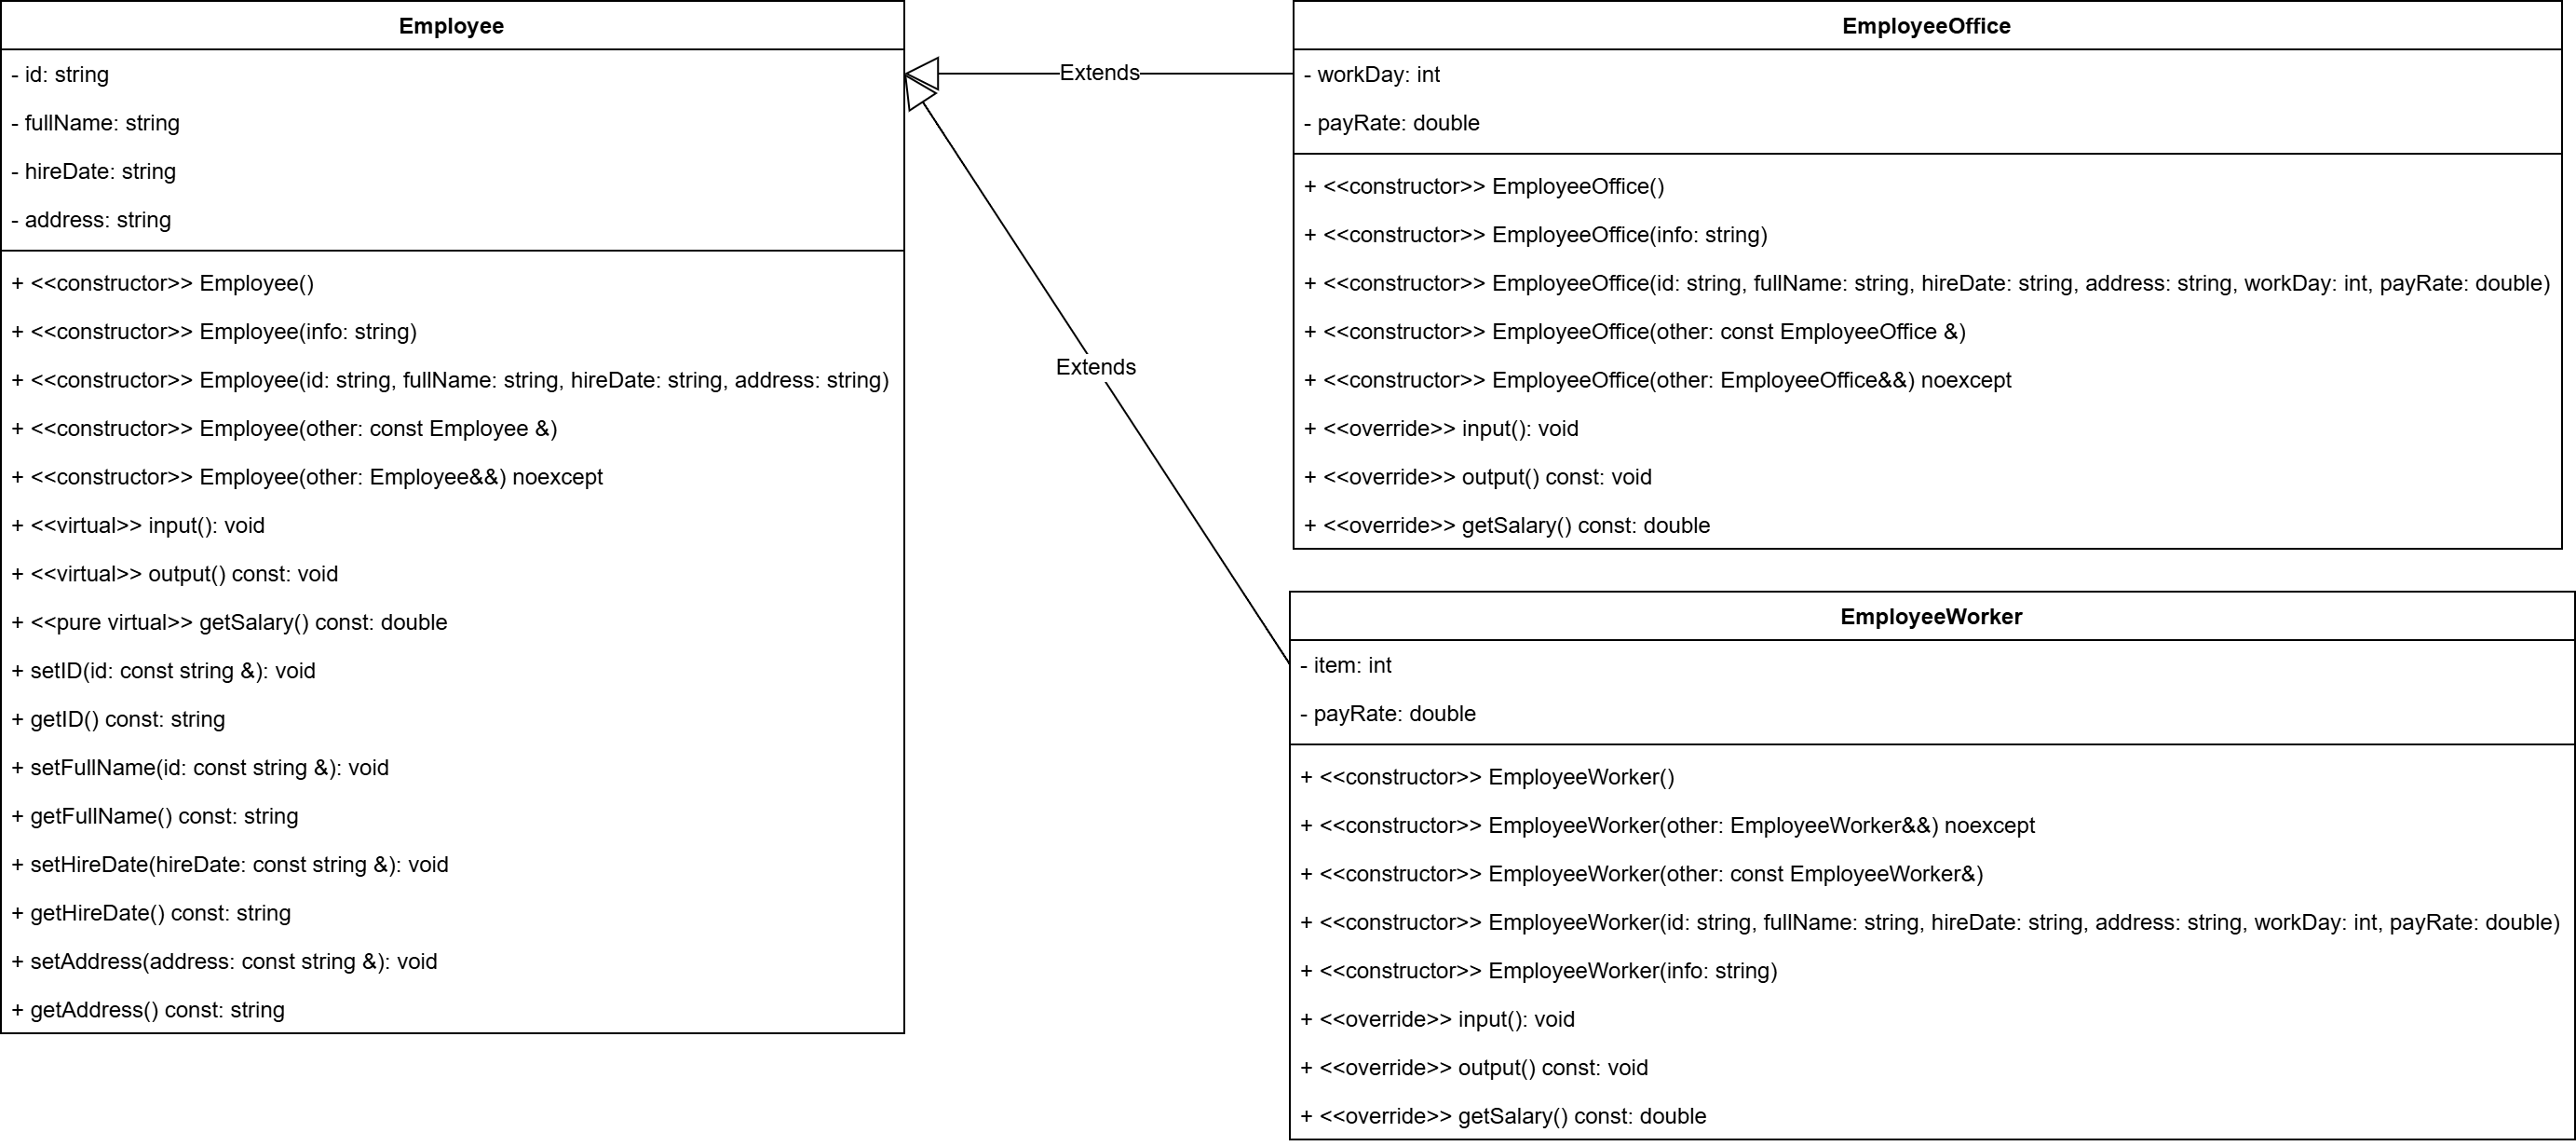 Employee
- id: string
- fullName: string
- hireDate: string
- address: string
+ <<constructor>> Employee()
+ <<constructor>> Employee(info: string)
+ <<constructor>> Employee(id: string, fullName: string, hireDate: string, address: string)
+ <<constructor>> Employee(other: const Employee &)
+ <<constructor>> Employee(other: Employee&&) noexcept
+ <<virtual>> input(): void
+ <<virtual>> output() const: void
+ <<pure virtual>> getSalary() const: double
+ setID(id: const string &): void
+ getID() const: string
+ setFullName(id: const string &): void
+ getFullName() const: string
+ setHireDate(hireDate: const string &): void
+ getHireDate() const: string
+ setAddress(address: const string &): void
+ getAddress() const: string
Extends
Extends
EmployeeOffice
- workDay: int
- payRate: double
+ <<constructor>> EmployeeOffice()
+ <<constructor>> EmployeeOffice(info: string)
+ <<constructor>> EmployeeOffice(id: string, fullName: string, hireDate: string, address: string, workDay: int, payRate: double)
+ <<constructor>> EmployeeOffice(other: const EmployeeOffice &)
+ <<constructor>> EmployeeOffice(other: EmployeeOffice&&) noexcept
+ <<override>> input(): void
+ <<override>> output() const: void
+ <<override>> getSalary() const: double
EmployeeWorker
- item: int
- payRate: double
+ <<constructor>> EmployeeWorker()
+ <<constructor>> EmployeeWorker(other: EmployeeWorker&&) noexcept
+ <<constructor>> EmployeeWorker(other: const EmployeeWorker&)
+ <<constructor>> EmployeeWorker(id: string, fullName: string, hireDate: string, address: string, workDay: int, payRate: double)
+ <<constructor>> EmployeeWorker(info: string)
+ <<override>> input(): void
+ <<override>> output() const: void
+ <<override>> getSalary() const: double